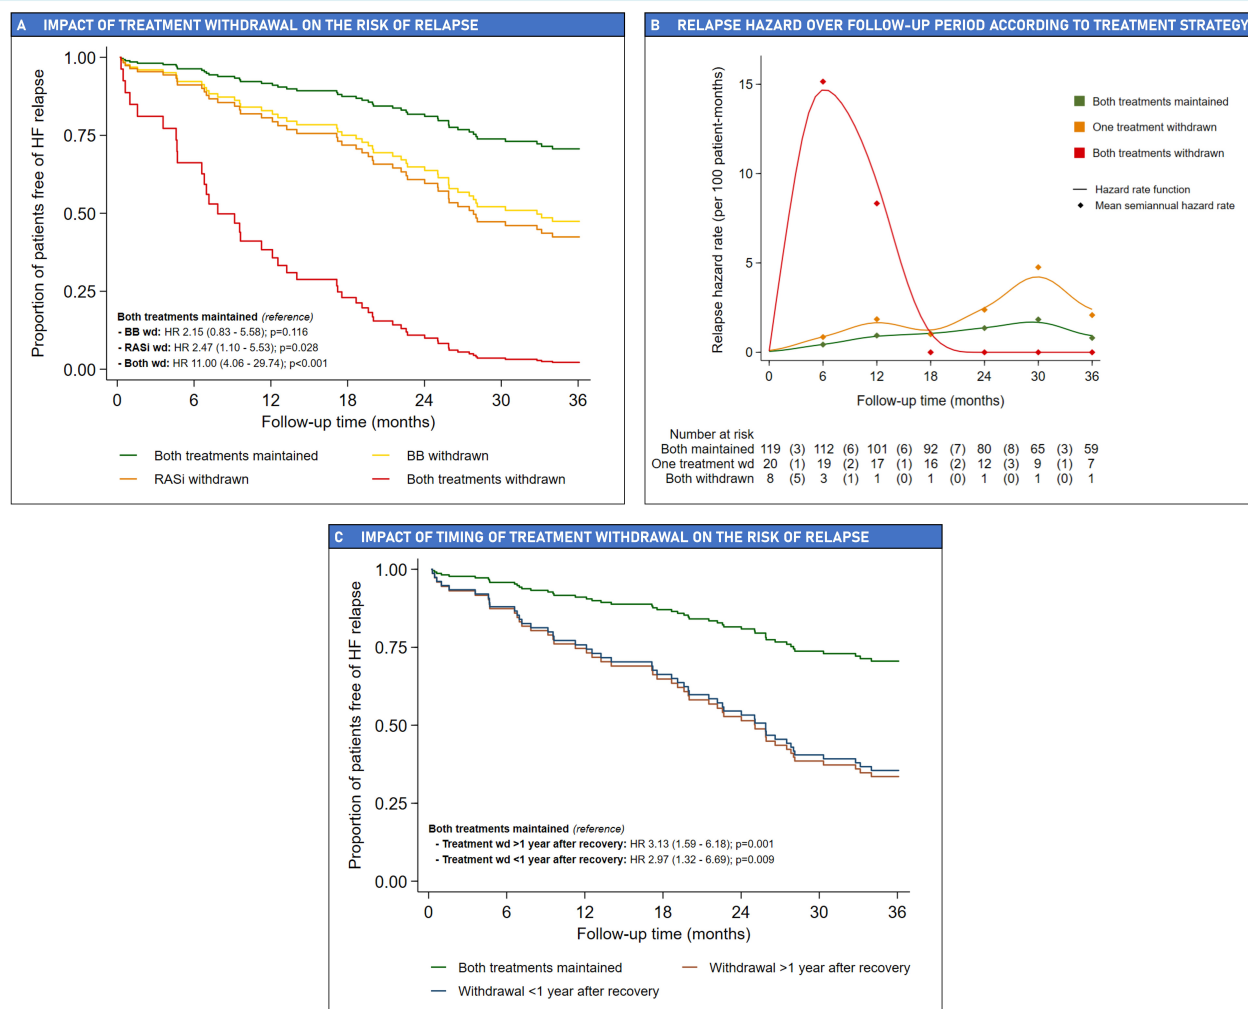 A IMPACT OF TREATMENT WITHDRAWAL ON THE RISK OF RELAPSE
Proportion of patients free of HF relapse
1.00
0.75
0.50
0.25
0.00
Both treatments maintained (reference)
- BB wd: HR 2.15 (0.83 - 5.58); p=0.116
- RASi wd: HR 2.47 (1.10 - 5.53); p=0.028
- Both wd: HR 11.00 (4.06 - 29.74); p<0.001
0 6 12 18 24 30 36
Follow-up time (months)
Both treatments maintained BB withdrawn
RASi withdrawn Both treatments withdrawn
B RELAPSE HAZARD OVER FOLLOW-UP PERIOD ACCORDING TO TREATMENT STRATEGY
Relapse hazard rate (per 100 patient-months)
15
10
5
0
Both treatments maintained
One treatment withdrawn
Both treatments withdrawn
Hazard rate function
Mean semiannual hazard rate
0 6 12 18 24 30 36
Follow-up time (months)
Number at risk
Both maintained 119 (3) 112 (6) 101 (6) 92 (7) 80 (8) 65 (3) 59
One treatment wd 20 (1) 19 (2) 17 (1) 16 (2) 12 (3) 9 (1) 7
Both withdrawn 8 (5) 3 (1) 1 (0) 1 (0) 1 (0) 1 (0) 1
C IMPACT OF TIMING OF TREATMENT WITHDRAWAL ON THE RISK OF RELAPSE
Proportion of patients free of HF relapse
1.00
0.75
0.50
0.25
0.00
Both treatments maintained (reference)
- Treatment wd >1 year after recovery: HR 3.13 (1.59 - 6.18); p=0.001
- Treatment wd <1 year after recovery: HR 2.97 (1.32 - 6.69); p=0.009
0 6 12 18 24 30 36
Follow-up time (months)
Both treatments maintained Withdrawal >1 year after recovery
Withdrawal <1 year after recovery